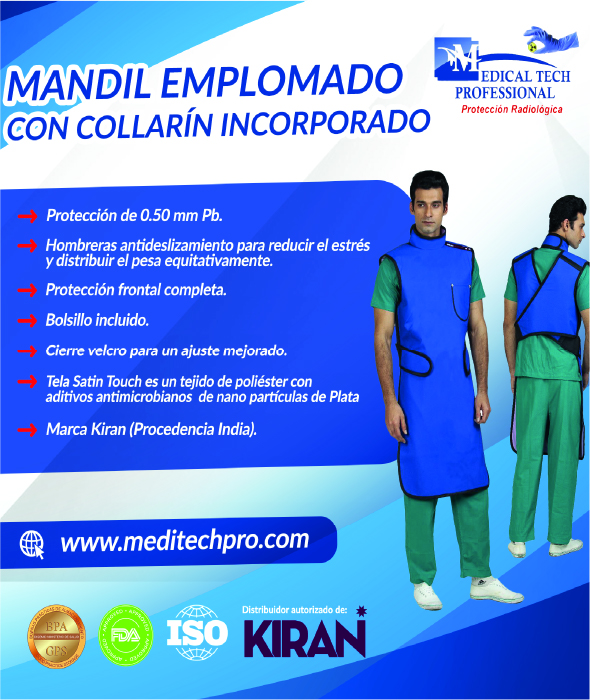 MEDICAL TECH
PROFESSIONAL
Protección Radiológica
MANDIL EMPLOMADO
CON COLLARÍN INCORPORADO
Protección de 0.50 mm Pb.
Hombreras antideslizamiento para reducir el estrés
y distribuir el pesa equitativamente.
Protección frontal completa.
Bolsillo incluido.
Cierre velcro para un ajuste mejorado.
Tela Satin Touch es un tejido de poliéster con
aditivos antimicrobianos de nano partículas de Plata
Marca Kiran (Procedencia India).
www.meditechpro.com
BPA
GPS
FDA
ISO
Distribuidor autorizado de:
KIRAN